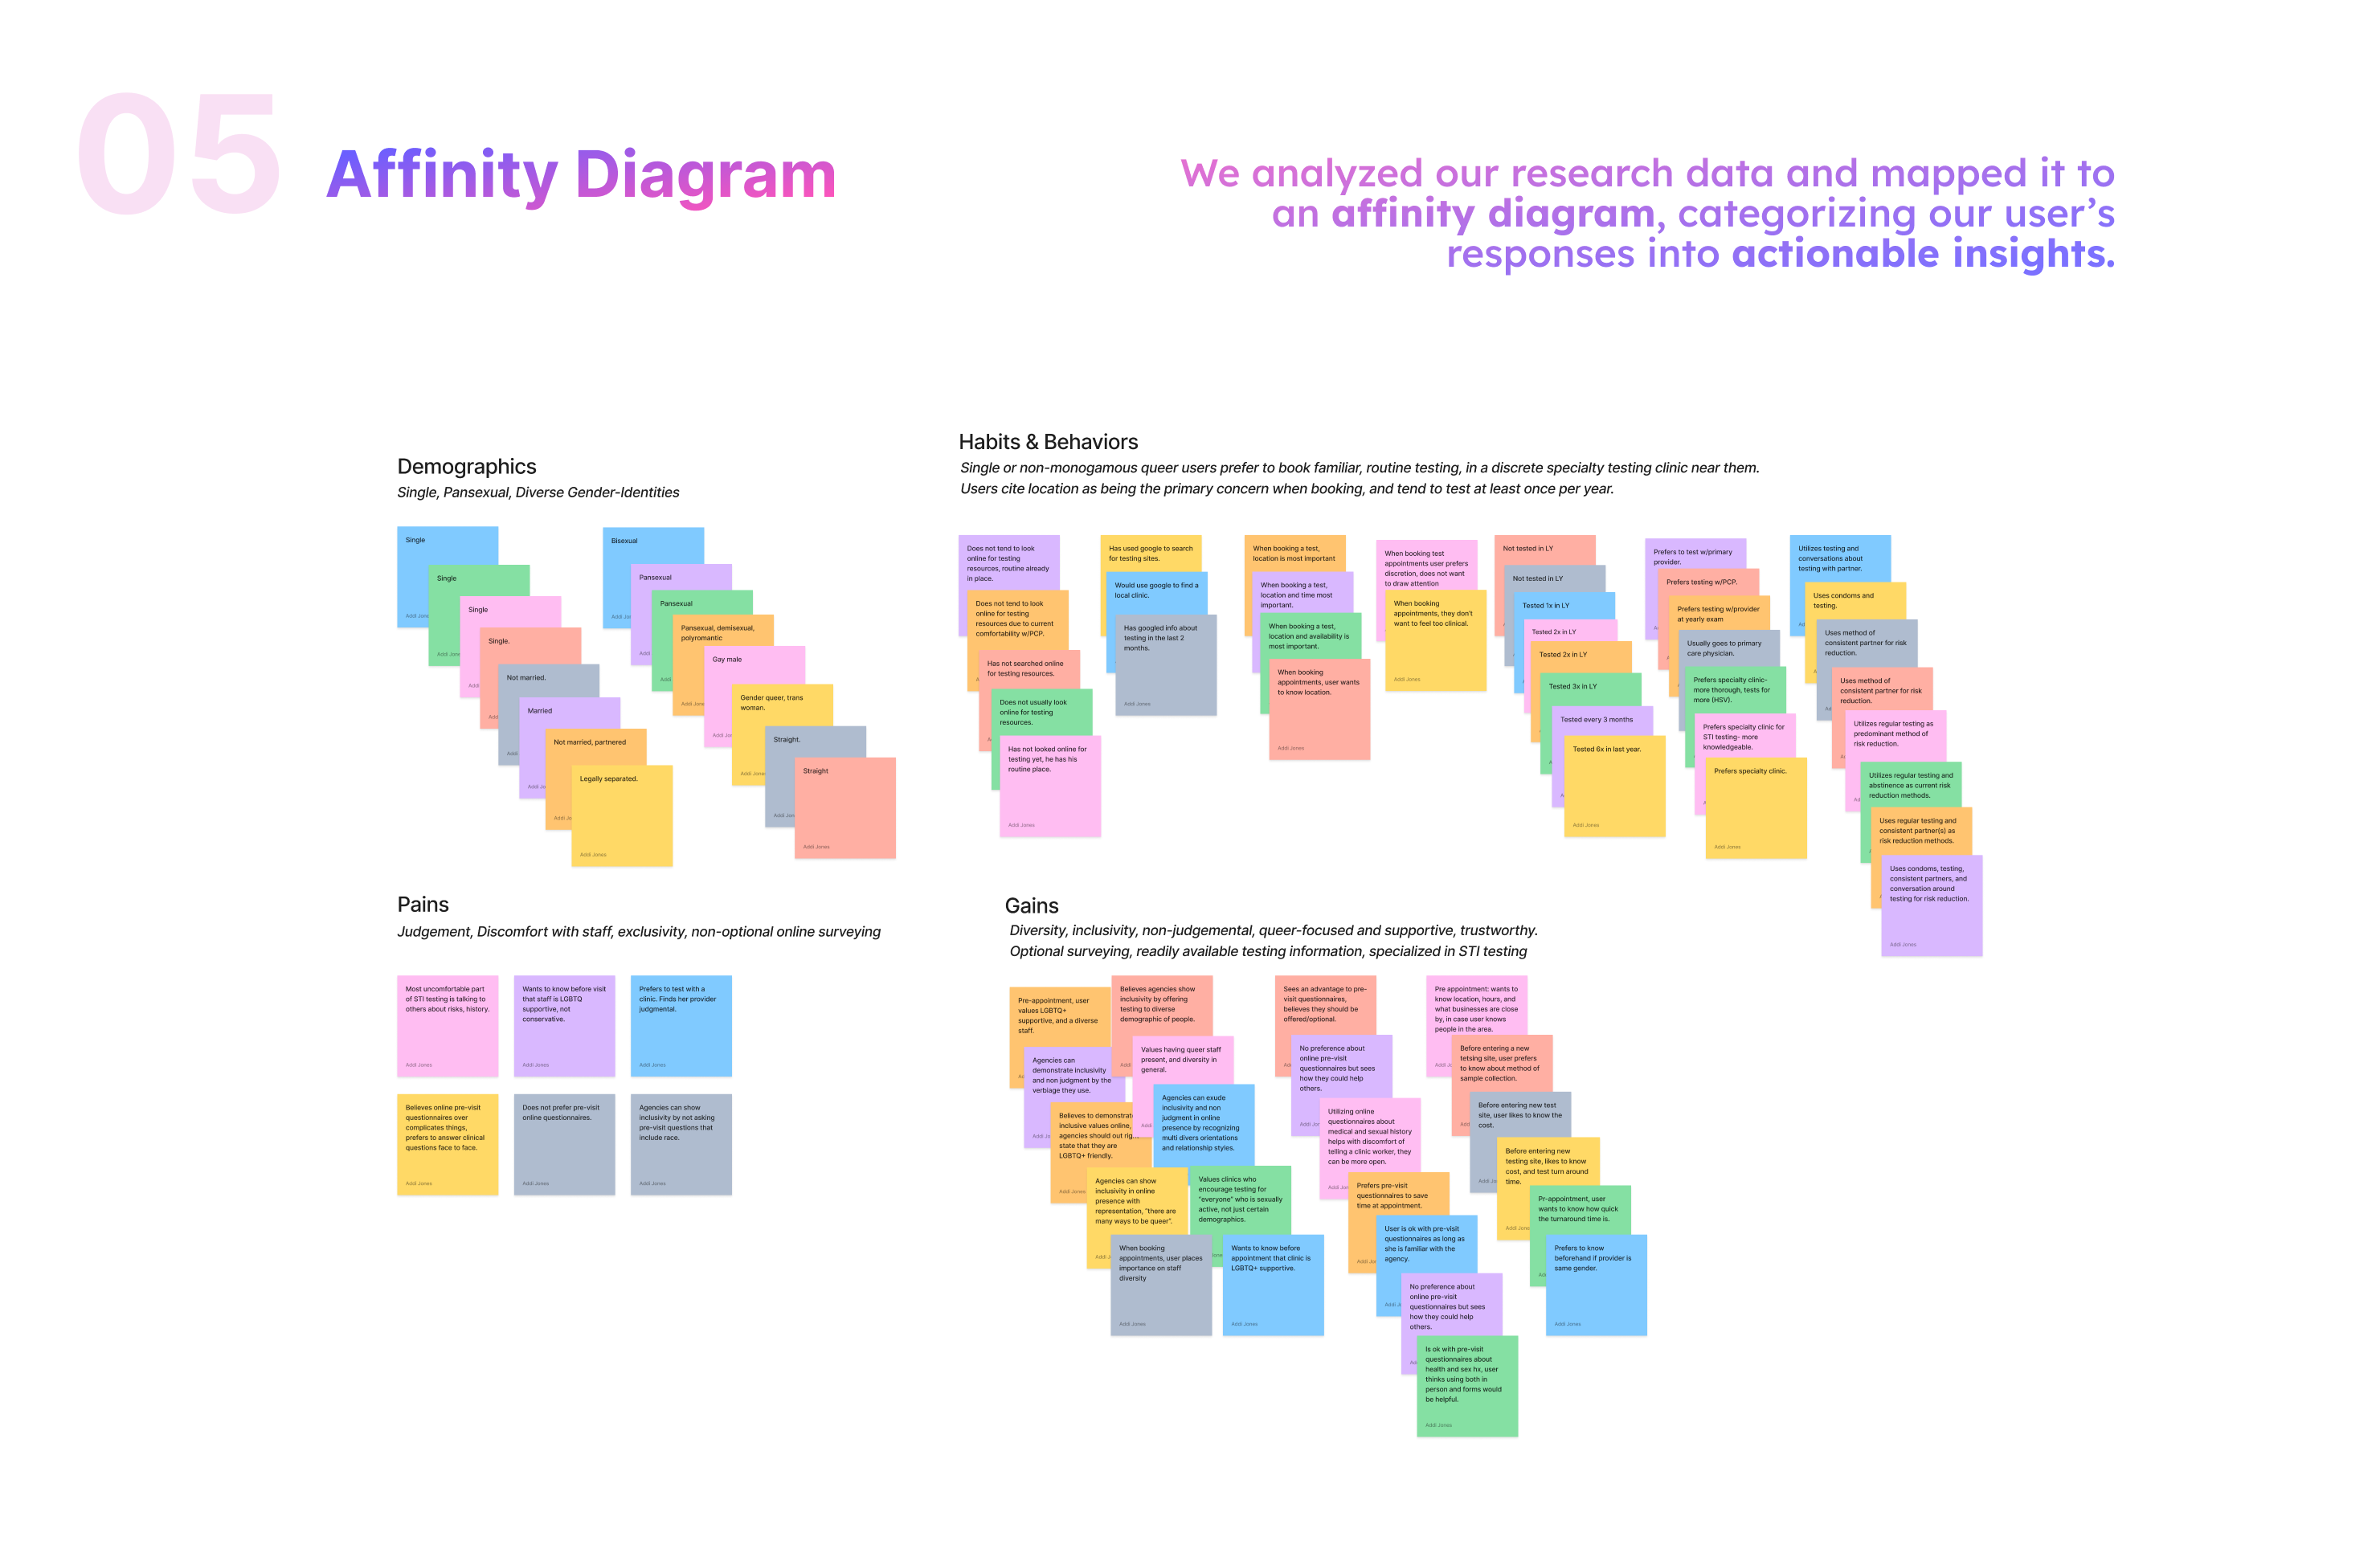 05
Affinity Diagram
We analyzed our research data and mapped it to
an affinity diagram, categorizing our user's
responses into actionable insights.
Demographics
Single, Pansexual, Diverse Gender-Identities
Single
Addi Jone
Single
Addi Jone
Single
Add
Single.
Add
Not married.
Addi
Married
Addi Jo
Not married, partnered
Addi Jo
Legally separated.
Addi Jones
Bisexual
Addi Jo
Pansexual
Addi
Pansexual
Addi
Pansexual, demisexual,
polyromantic
Addi Jone
Gay male
Addi Jo
Gender queer, trans
woman.
Addi Jone
Straight.
Addi Jon
Straight
Addi Jones
Habits & Behaviors
Single or non-monogamous queer users prefer to book familiar, routine testing, in a discrete specialty testing clinic near them.
Users cite location as being the primary concern when booking, and tend to test at least once per year.
Does not tend to look
online for testing
resources, routine already
in place.
Does not tend to look
online for testing
resources due to current
comfortability w/PCP.
Has not searched online
for testing resources.
Does not usually look
online for testing
resources.
Has not looked online for
testing yet, he has his
routine place.
Addi Jones
Has used google to search
for testing sites.
Would use google to find a
local clinic.
Has googled info about
testing in the last 2
months.
Addi Jones
When booking a test,
location is most important
When booking a test,
location and time most
important.
When booking a test,
location and availability is
most important.
When booking
appointments, user wants
to know location.
Addi Jones
When booking test
appointments user prefers
discretion, does not want
to draw attention
When booking
appointments, they don't
want to feel too clinical.
Addi Jones
Not tested in LY
Not tested in LY
Tested 1x in LY
Tested 2x in LY
Tested 2x in LY
Tested 3x in LY
Tested every 3 months
Tested 6x in last year.
Addi Jones
Prefers to test w/primary
provider.
Prefers testing w/PCP.
Prefers testing w/provider
at yearly exam
Usually goes to primary
care physician.
Prefers specialty clinic-
more thorough, tests for
more (HSV).
Prefers specialty clinic for
STI testing- more
knowledgeable.
Prefers specialty clinic.
Addi Jones
Utilizes testing and
conversations about
testing with partner.
Uses condoms and
testing.
Uses method of
consistent partner for risk
reduction.
Uses method of
consistent partner for risk
reduction.
Utilizes regular testing as
predominant method of
risk reduction.
Utilizes regular testing and
abstinence as current risk
reduction methods.
Uses regular testing and
consistent partner(s) as
risk reduction methods.
Uses condoms, testing,
consistent partners, and
conversation around
testing for risk reduction.
Addi Jones
Pains
Judgement, Discomfort with staff, exclusivity, non-optional online surveying
Most uncomfortable part
of STI testing is talking to
others about risks, history.
Addi Jones
Wants to know before visit
that staff is LGBTQ
supportive, not
conservative.
Addi Jones
Prefers to test with a
clinic. Finds her provider
judgmental.
Addi Jones
Believes online pre-visit
questionnaires over
complicates things,
prefers to answer clinical
questions face to face.
Addi Jones
Does not prefer pre-visit
online questionnaires.
Addi Jones
Agencies can show
inclusivity by not asking
pre-visit questions that
include race.
Addi Jones
Gains
Diversity, inclusivity, non-judgemental, queer-focused and supportive, trustworthy.
Optional surveying, readily available testing information, specialized in STI testing
Pre-appointment, user
values LGBTQ+
supportive, and a diverse
staff.
Agencies can
demonstrate inclusivity
and non judgment by the
verbiage they use.
Addi Jo
Believes to demonstrate
inclusive values online,
agencies should out
state that they are
LGBTQ+ friendly.
Addi Jones
Agencies can show
inclusivity in online
presence with
representation, "there are
many ways to be queer".
Addi J
When booking
appointments, user places
importance on staff
diversity
Addi Jones
Believes agencies show
inclusivity by offering
testing to diverse
demographic of people.
Values having queer staff
present, and diversity in
general.
Agencies can exude
inclusivity and non
judgment in online
presence by recognizing
multi divers orientations
and relationship styles.
Values clinics who
encourage testing for
"everyone" who is sexually
active, not just certain
demographics.
Wants to know before
appointment that clinic is
LGBTQ+ supportive.
Addi Jones
Sees an advantage to pre-
visit questionnaires,
believes they should be
offered/optional.
No preference about
online pre-visit
questionnaires but sees
how they could help
others.
Utilizing online
questionnaires about
medical and sexual history
helps with discomfort of
telling a clinic worker, they
can be more open.
Addi Jon
Prefers pre-visit
questionnaires to save
time at appointment.
Addi Jo
User is ok with pre-visit
questionnaires as long as
she is familiar with the
agency.
Addi J
No preference about
online pre-visit
questionnaires but sees
how they could help
others.
Is ok with pre-visit
questionnaires about
health and sex hx, user
thinks using both in
person and forms would
be helpful.
Addi Jones
Pre appointment: wants to
know location, hours, and
what businesses are close
by, in case user knows
people in the area.
Before entering a new
tetsing site, user prefers
to know about method of
sample collection.
Before entering new test
site, user likes to know the
cost.
Before entering new
testing site, likes to know
cost, and test turn around
time.
Addi Jone
Pr-appointment, user
wants to know how quick
the turnaround time is.
Prefers to know
beforehand if provider is
same gender.
Addi Jones